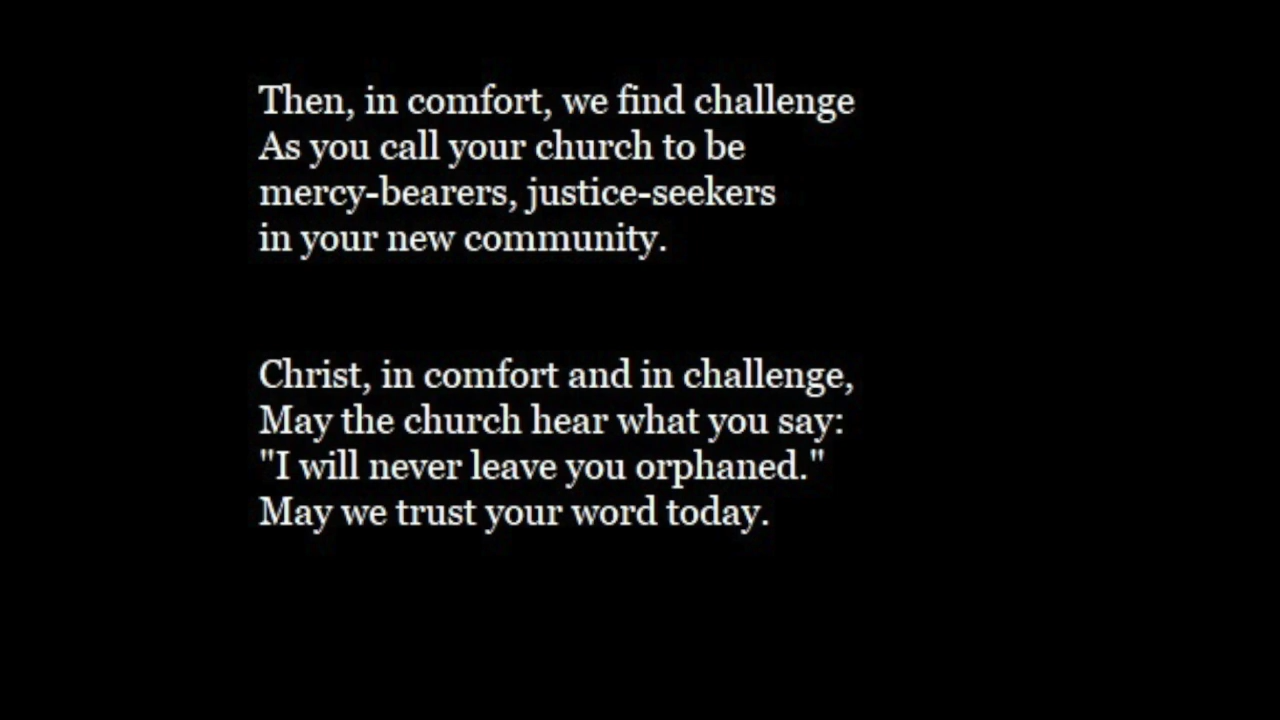 Then, in comfort, we find challenge
As you call your church to be
mercy-bearers, justice-seekers
in your new community.
Christ, in comfort and in challenge,
May the church hear what you say:
"I will never leave you orphaned."
May we trust your word today.